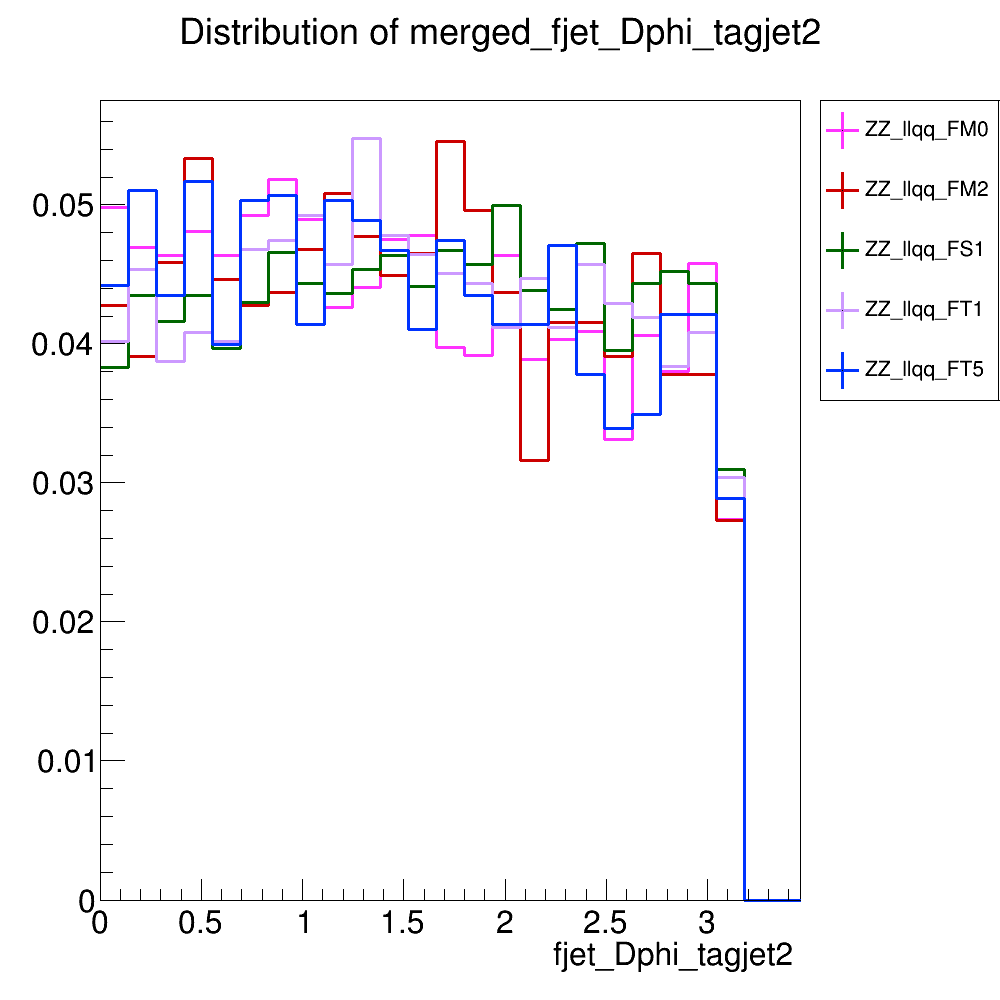 Distribution of merged_fjet_Dphi_tagjet2
ZZ_llqq_FM0
ZZ_llqq_FM2
ZZ_llqq_FS1
ZZ_llqq_FT1
ZZ_llqq_FT5
0.05
0.04
0.03
0.02
0.01
0
0 0.5 1 1.5 2 2.5 3
fjet_Dphi_tagjet2